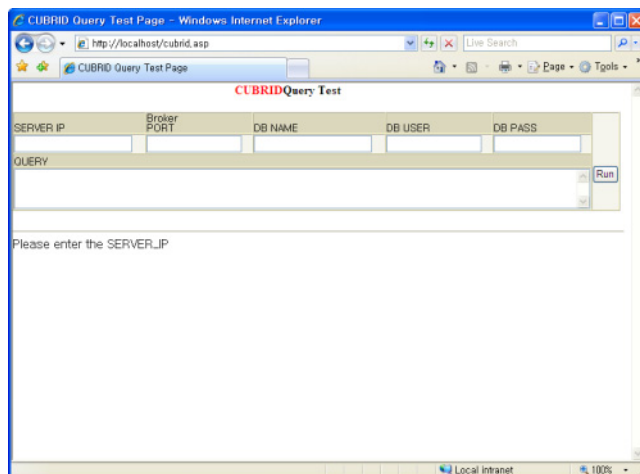 CUBRID Query Test Page - Windows Internet Explorer
http://localhost/cubrid.asp
Live Search
CUBRID Query Test Page
Page
Tools
CUBRIDQuery Test
SERVER IP
Broker
PORT
DB NAME
DB USER
DB PASS
QUERY
Run
Please enter the SERVER_IP
Local intranet
100%